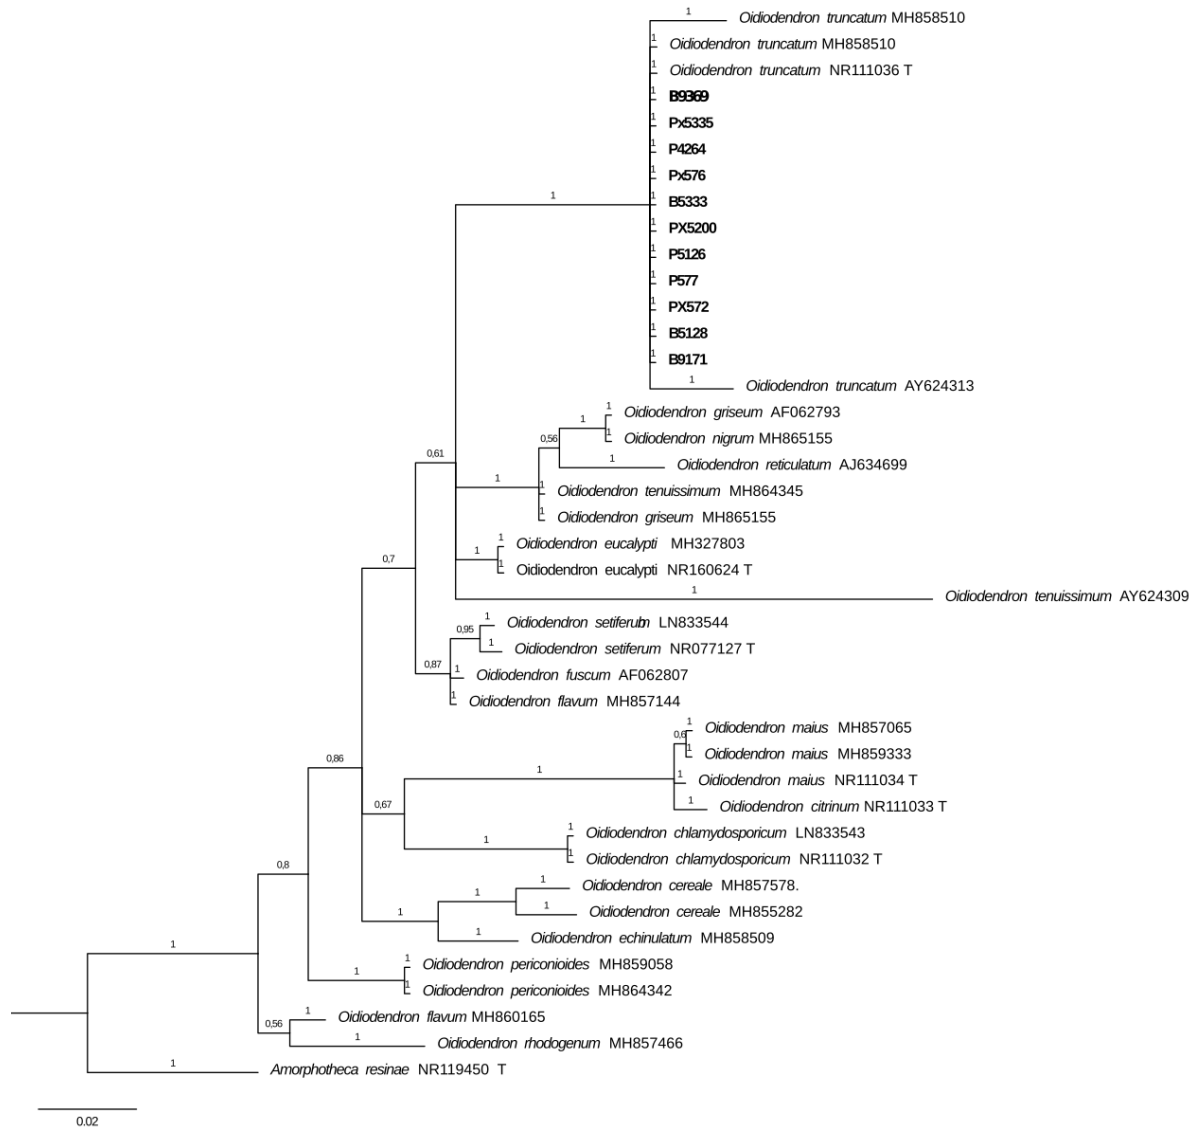 1
Oidiodendron truncatum MH858510
1
Oidiodendron truncatum MH858510
1
Oidiodendron truncatum NR111036 T
1
B9369
1
Px5335
1
P4264
1
Px576
1
1
B5333
1
PX5200
1
P5126
1
P577
1
PX572
1
B5128
1
B9171
1
Oidiodendron truncatum AY624313
1
Oidiodendron griseum AF062793
1
0,56
1
Oidiodendron nigrum MH865155
0,61
1
Oidiodendron reticulatum AJ634699
1
1
Oidiodendron tenuissimum MH864345
1
Oidiodendron griseum MH865155
1
Oidiodendron eucalypti MH327803
0,7
1
1
Oidiodendron eucalypti NR160624 T
1
Oidiodendron tenuissimum AY624309
1
Oidiodendron setiferum LN833544
0,95
1
Oidiodendron setiferum NR077127 T
0,87
1
Oidiodendron fuscum AF062807
1
Oidiodendron flavum MH857144
1
Oidiodendron maius MH857065
0,6
1
Oidiodendron maius MH859333
0,86
1
1
Oidiodendron maius NR111034 T
0,67
1
Oidiodendron citrinum NR111033 T
1
Oidiodendron chlamydosporicum LN833543
1
1
Oidiodendron chlamydosporicum NR111032 T
0,8
1
Oidiodendron cereale MH857578.
1
1
Oidiodendron cereale MH855282
1
1
Oidiodendron echinulatum MH858509
1
1
Oidiodendron periconioides MH859058
1
1
Oidiodendron periconioides MH864342
1
Oidiodendron flavum MH860165
0,56
1
Oidiodendron rhodogenum MH857466
1
Amorphotheca resinae NR119450 T
0.02